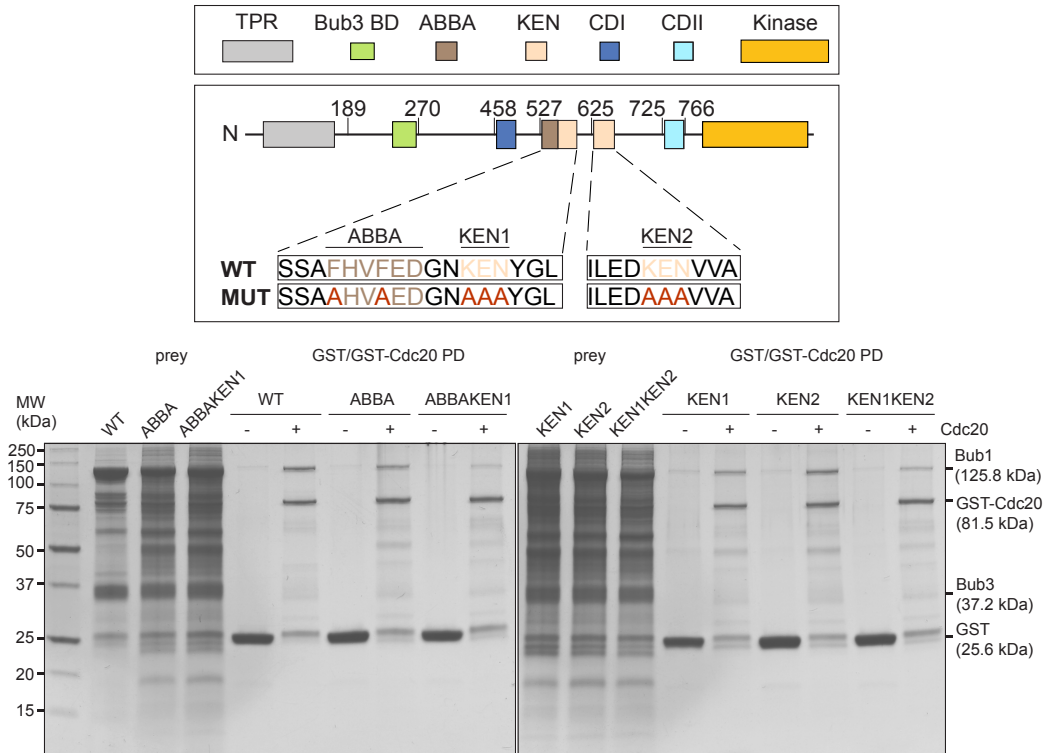 TPR Bub3 BD ABBA KEN CDI CDII Kinase
189 270 458 527 625 725 766
N
ABBA KEN1 KEN2
WT SSAFHVFEDGNKENYGL ILEDKENVVA
MUT SSAAHVAEDGNAAAYGL ILEDAAAVVA
prey GST/GST-Cdc20 PD prey GST/GST-Cdc20 PD
MW
(kDa)
WT ABBA ABBAKEN1 WT ABBA ABBAKEN1 KEN1 KEN2 KEN1KEN2 KEN1 KEN2 KEN1KEN2
- + - + - + - + - + - + Cdc20
250
150
100
75
50
37
25
20
15
Bub1
(125.8 kDa)
GST-Cdc20
(81.5 kDa)
Bub3
(37.2 kDa)
GST
(25.6 kDa)